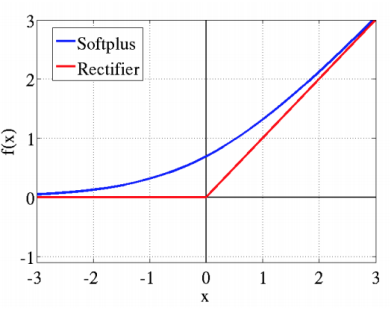 3
Softplus
Rectifier
2
f(x)
1
0
-1
-3 -2 -1 0 1 2 3
x